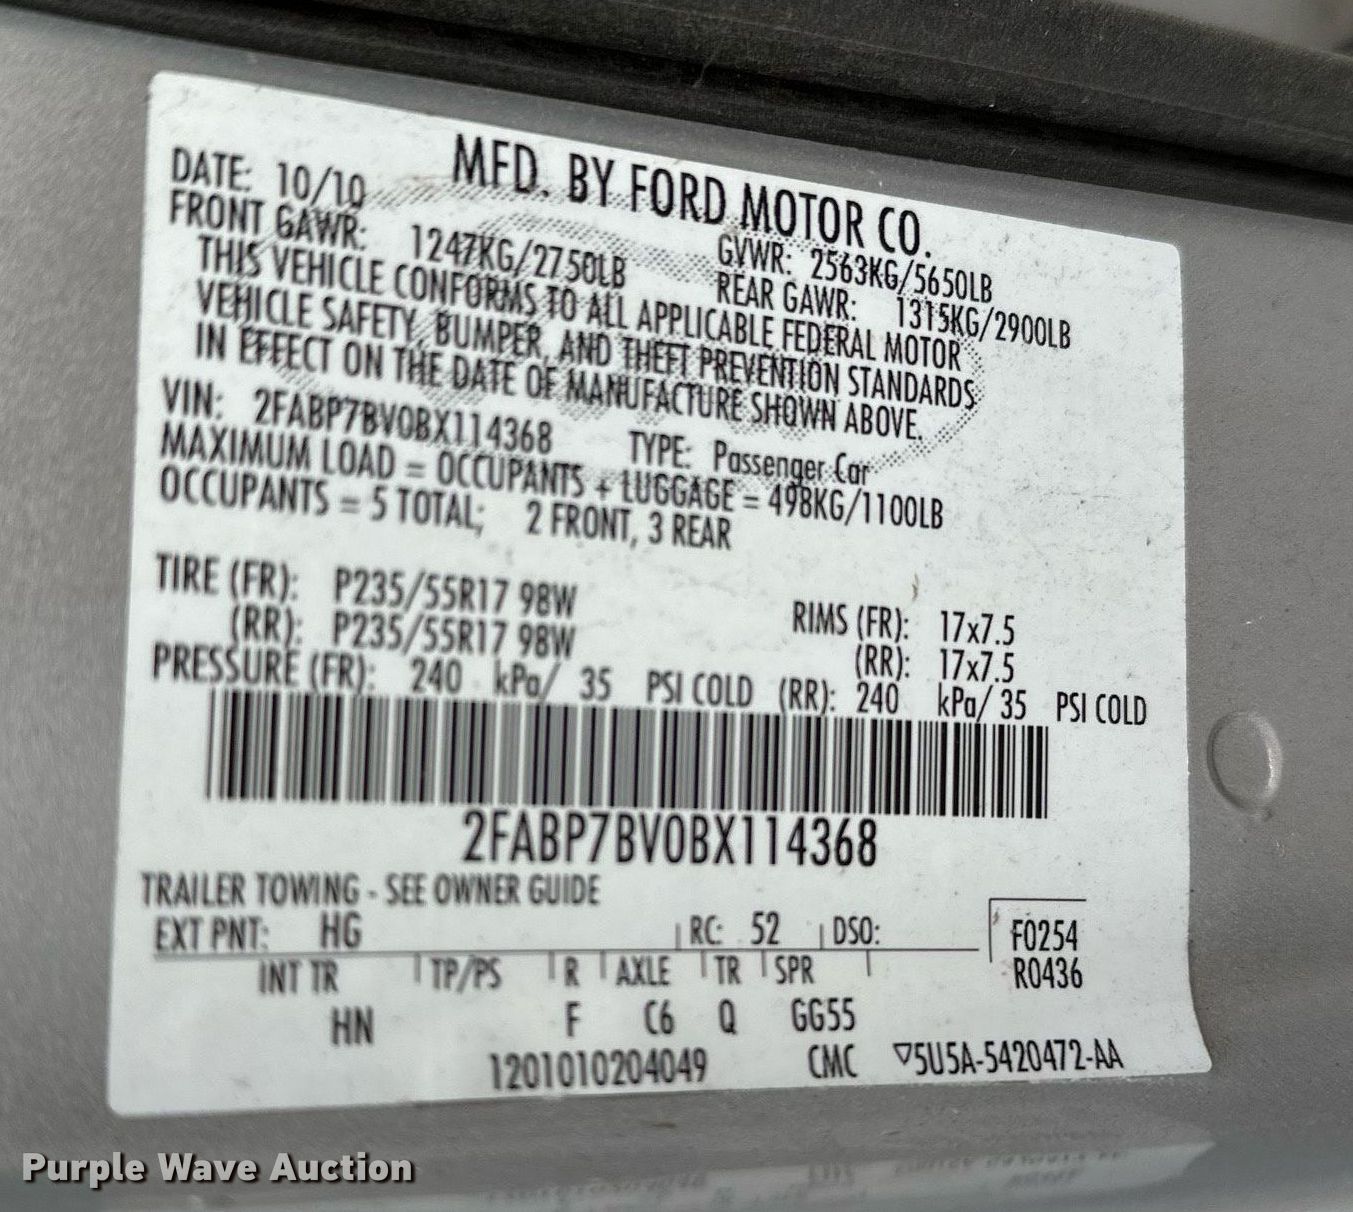 MFD. BY FORD MOTOR CO.
DATE: 10/10 GVWR: 2563KG/5650LB
FRONT GAWR: 1247KG/2750LB REAR GAWR: 1315KG/2900LB
THIS VEHICLE CONFORMS TO ALL APPLICABLE FEDERAL MOTOR
VEHICLE SAFETY, BUMPER, AND THEFT PREVENTION STANDARDS
IN EFFECT ON THE DATE OF MANUFACTURE SHOWN ABOVE.
VIN: 2FABP7BV0BX114368 TYPE: Passenger Car
MAXIMUM LOAD = OCCUPANTS + LUGGAGE = 498KG/1100LB
OCCUPANTS = 5 TOTAL; 2 FRONT, 3 REAR
TIRE (FR): P235/55R17 98W RIMS (FR): 17x7.5
(RR): P235/55R17 98W (RR): 17x7.5
PRESSURE (FR): 240 kPa/ 35 PSI COLD (RR): 240 kPa/ 35 PSI COLD
2FABP7BV0BX114368
TRAILER TOWING - SEE OWNER GUIDE
EXT PNT: HG RC: 52 DSO: F0254
INT TR TP/PS R AXLE TR SPR R0436
HN F C6 Q GG55
1201010204049 CMC ▽5U5A-5420472-AA
Purple Wave Auction